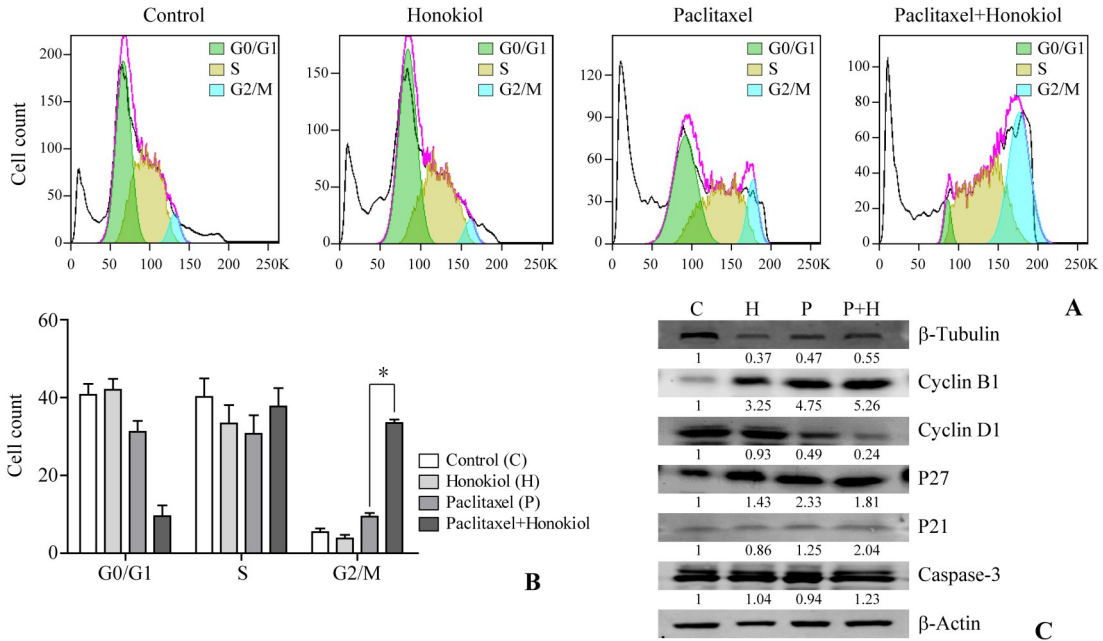 Control
Honokiol
Paclitaxel
Paclitaxel+Honokiol
Cell count
200
150
100
50
0
G0/G1
S
G2/M
0 50 100 150 200 250K
150
100
50
0
G0/G1
S
G2/M
0 50 100 150 200 250K
120
90
60
30
0
G0/G1
S
G2/M
0 50 100 150 200 250K
100
80
60
40
20
0
G0/G1
S
G2/M
0 50 100 150 200 250K
A
Cell count
60
40
20
0
*
Control (C)
Honokiol (H)
Paclitaxel (P)
Paclitaxel+Honokiol
G0/G1 S G2/M
B
C H P P+H
β-Tubulin
1 0.37 0.47 0.55
Cyclin B1
1 3.25 4.75 5.26
Cyclin D1
1 0.93 0.49 0.24
P27
1 1.43 2.33 1.81
P21
1 0.86 1.25 2.04
Caspase-3
1 1.04 0.94 1.23
β-Actin
C